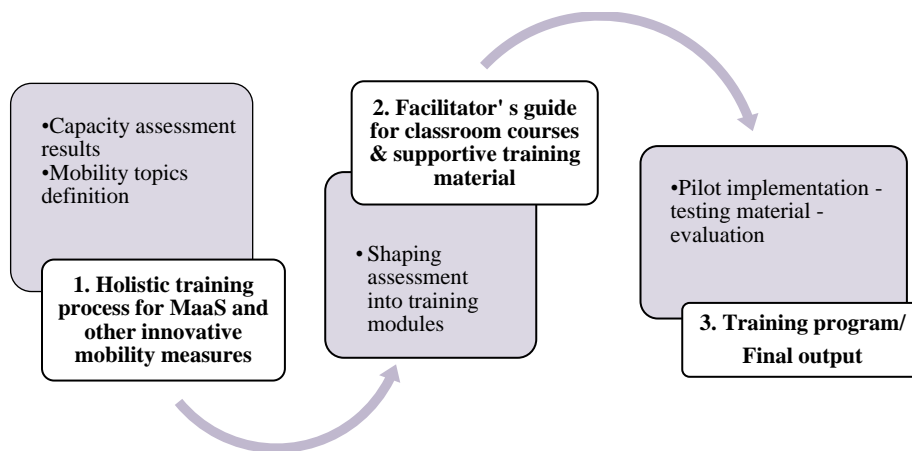 •Capacity assessment
results
•Mobility topics
definition
1. Holistic training
process for MaaS and
other innovative
mobility measures
2. Facilitator' s guide
for classroom courses
& supportive training
material
• Shaping
assessment
into training
modules
•Pilot implementation -
testing material -
evaluation
3. Training program/
Final output